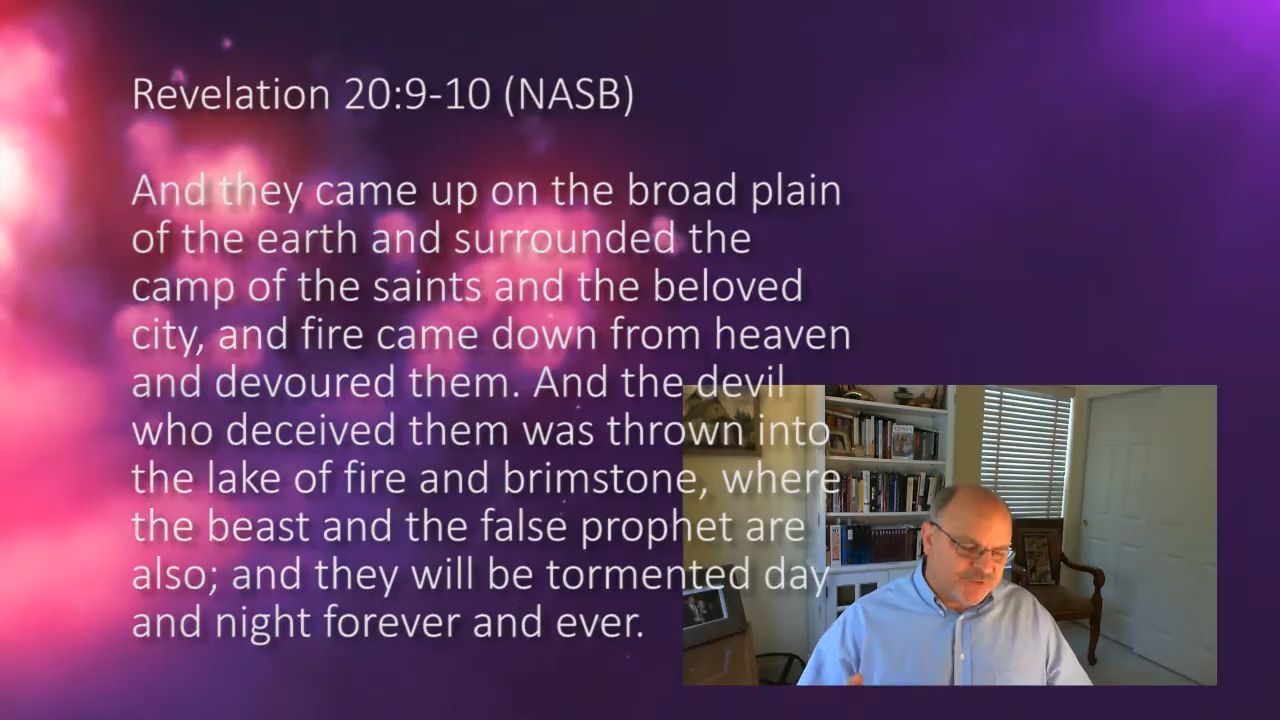 Revelation 20:9-10 (NASB)
And they came up on the broad plain
of the earth and surrounded the
camp of the saints and the beloved
city, and fire came down from heaven
and devoured them. And the devil
who deceived them was thrown into
the lake of fire and brimstone, where
the beast and the false prophet are
also; and they will be tormented day
and night forever and ever.